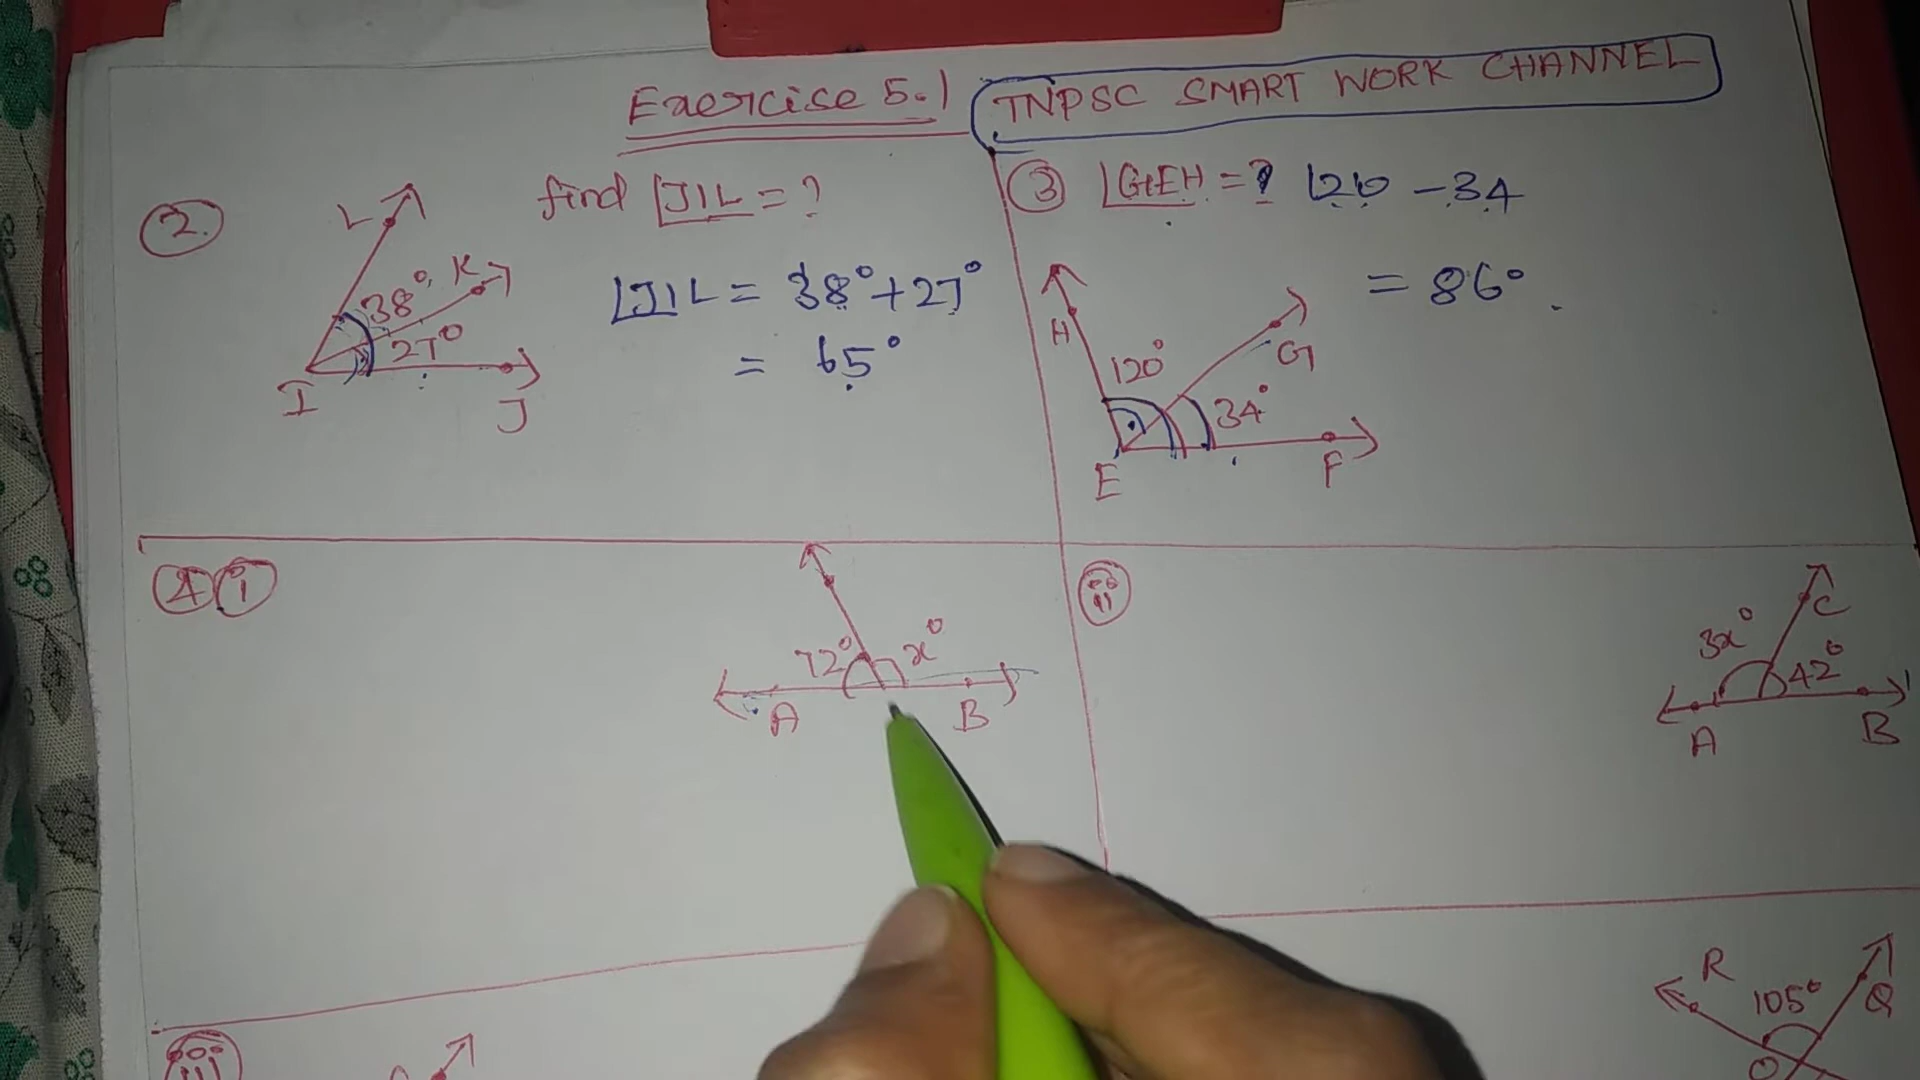 Exercise 5.1
TNPSC SMART WORK CHANNEL
2. find ∠JIL = ?
L
38°
K
27°
I
J
∠JIL = 38° + 27°
= 65°
3 ∠GEH = ? 120 - 34
= 86°
H
120°
G
34°
E
F
4 i
72°
x°
A
B
ii
3x°
C
42°
A
B
iii
R
105°
Q
O